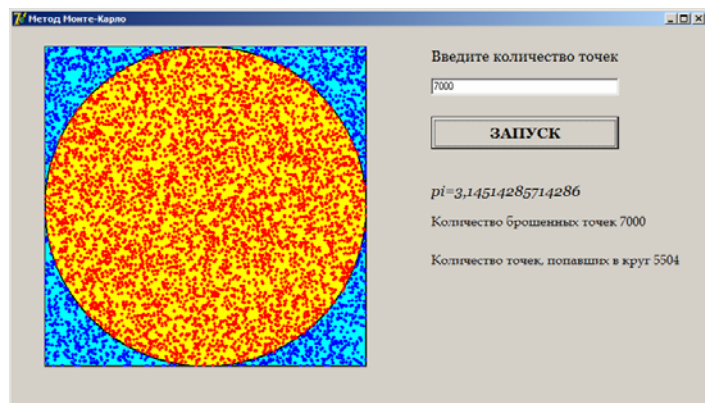 Метод Монте-Карло
Введите количество точек
7000
ЗАПУСК
pi=3,14514285714286
Количество брошенных точек 7000
Количество точек, попавших в круг 5504